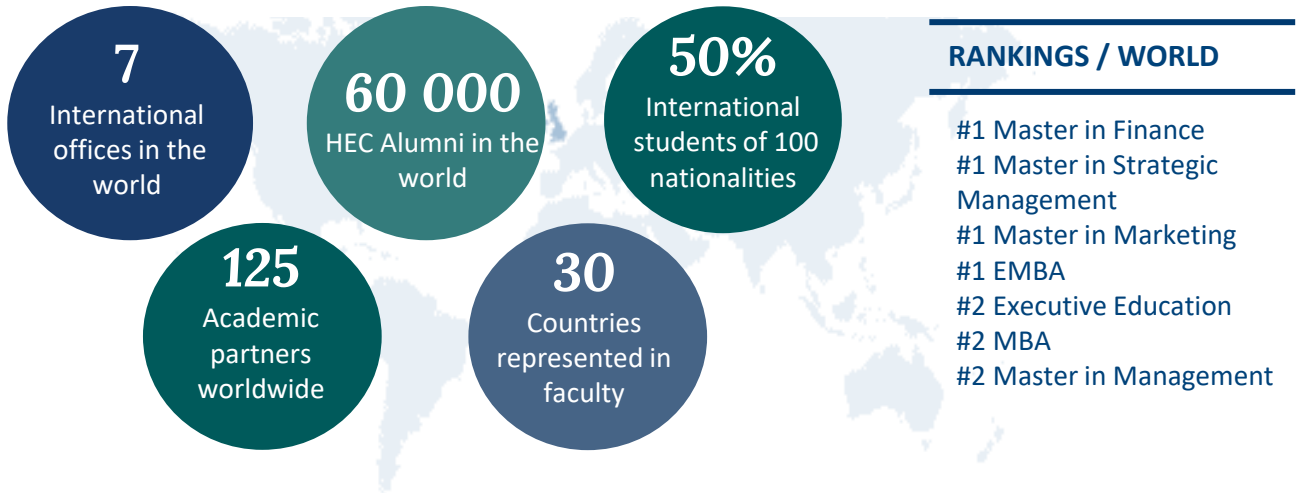 7
International
offices in the
world
60 000
HEC Alumni in the
world
50%
International
students of 100
nationalities
125
Academic
partners
worldwide
30
Countries
represented in
faculty
RANKINGS / WORLD
#1 Master in Finance
#1 Master in Strategic
Management
#1 Master in Marketing
#1 EMBA
#2 Executive Education
#2 MBA
#2 Master in Management